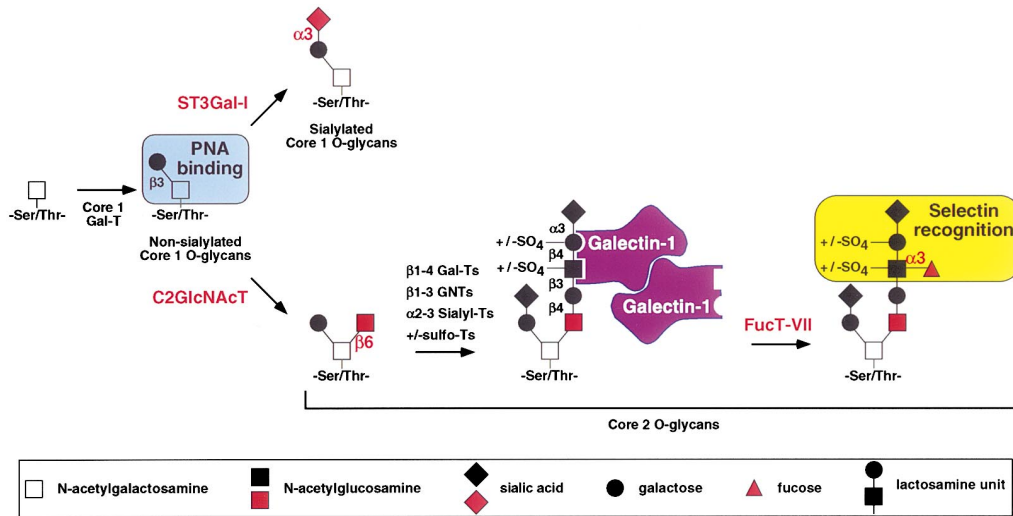 α3
-Ser/Thr-
Sialylated
Core 1 O-glycans
ST3Gal-I
PNA
binding
β3
-Ser/Thr-
Core 1
Gal-T
-Ser/Thr-
Non-sialylated
Core 1 O-glycans
C2GlcNAcT
β6
-Ser/Thr-
β1-4 Gal-Ts
β1-3 GNTs
α2-3 Sialyl-Ts
+/-sulfo-Ts
α3
+/-SO4
β4
+/-SO4
β3
β4
-Ser/Thr-
Galectin-1
Galectin-1
FucT-VII
Selectin
recognition
+/-SO4
α3
+/-SO4
-Ser/Thr-
Core 2 O-glycans
N-acetylgalactosamine
N-acetylglucosamine
sialic acid
galactose
fucose
lactosamine unit